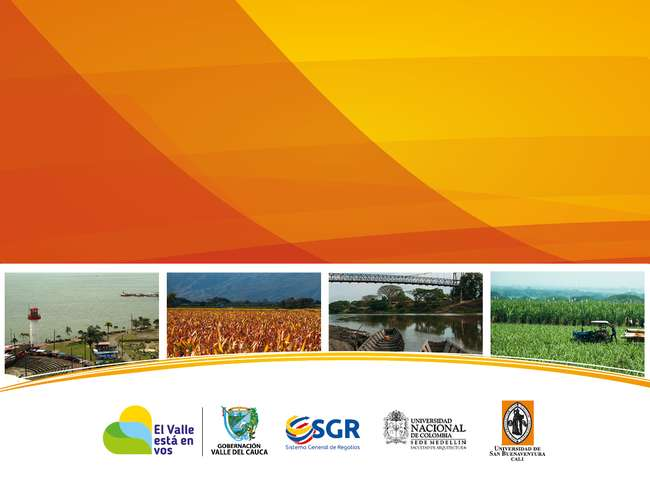 El Valle
está en
vos
GOBERNACIÓN
VALLE DEL CAUCA
SGR
Sistema General de Regalías
UNIVERSIDAD
NACIONAL
DE COLOMBIA
SEDE MEDELLÍN
FACULTAD DE ARQUITECTURA
UNIVERSIDAD DE
SAN BUENAVENTURA
CALI